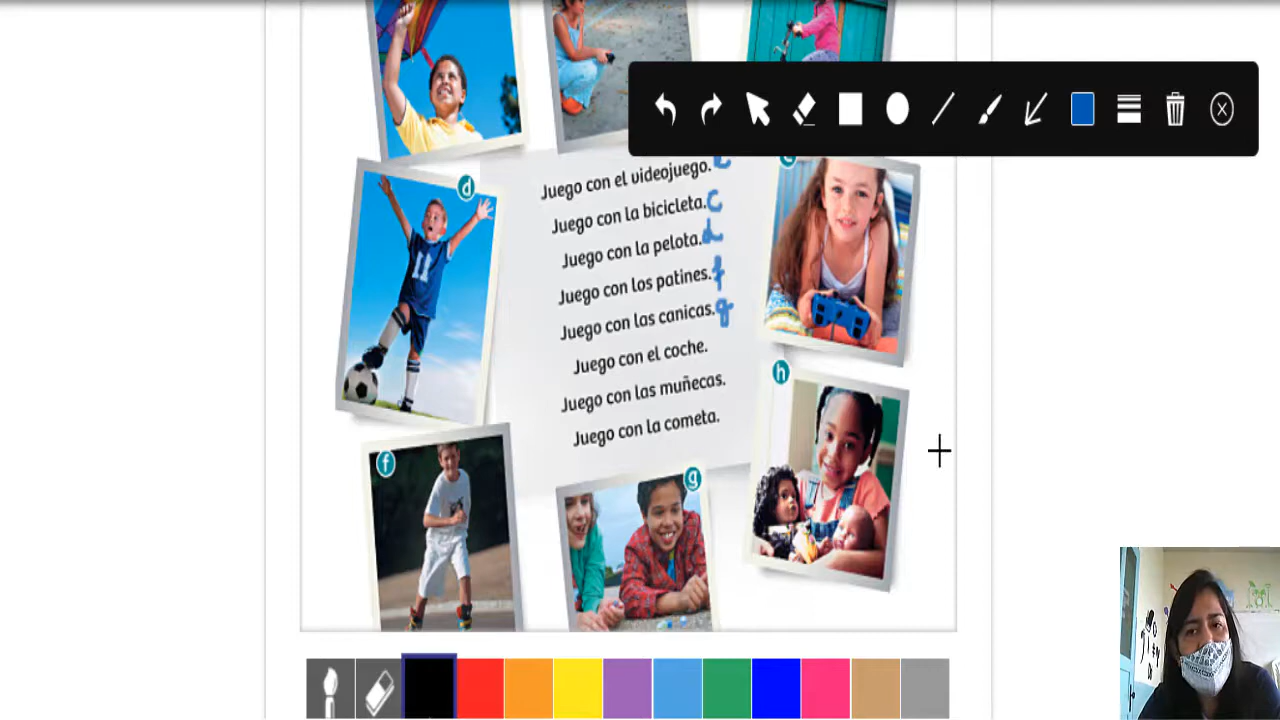 Juego con el videojuego. e
Juego con la bicicleta. c
Juego con la pelota. d
Juego con los patines. f
Juego con las canicas. g
Juego con el coche.
Juego con las muñecas.
Juego con la cometa.
d
11
h
f
g